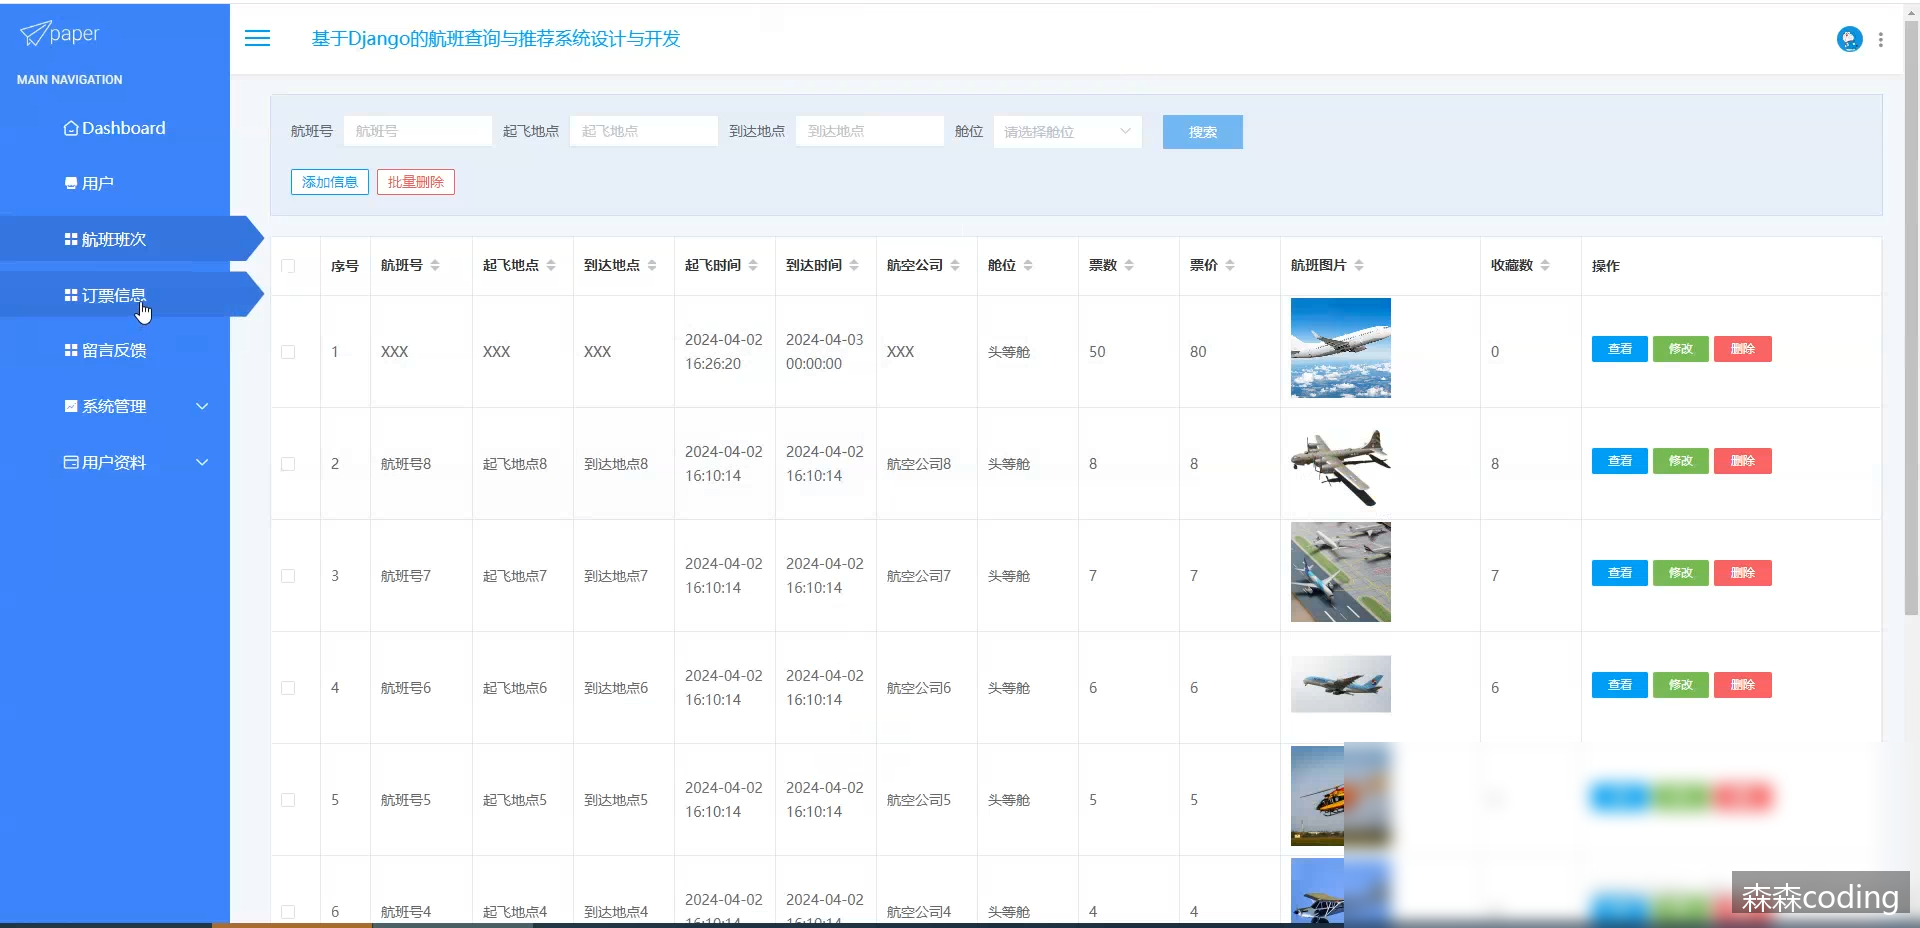 paper
基于Django的航班查询与推荐系统设计与开发
MAIN NAVIGATION
Dashboard
用户
航班班次
订票信息
留言反馈
系统管理
用户资料
航班号 航班号 起飞地点 起飞地点 到达地点 到达地点 舱位 请选择舱位 搜索
添加信息 批量删除
序号 航班号 起飞地点 到达地点 起飞时间 到达时间 航空公司 舱位 票数 票价 航班图片 收藏数 操作
1 XXX XXX XXX 2024-04-02 16:26:20 2024-04-03 00:00:00 XXX 头等舱 50 80 0 查看 修改 删除
2 航班号8 起飞地点8 到达地点8 2024-04-02 16:10:14 2024-04-02 16:10:14 航空公司8 头等舱 8 8 8 查看 修改 删除
3 航班号7 起飞地点7 到达地点7 2024-04-02 16:10:14 2024-04-02 16:10:14 航空公司7 头等舱 7 7 7 查看 修改 删除
4 航班号6 起飞地点6 到达地点6 2024-04-02 16:10:14 2024-04-02 16:10:14 航空公司6 头等舱 6 6 6 查看 修改 删除
5 航班号5 起飞地点5 到达地点5 2024-04-02 16:10:14 2024-04-02 16:10:14 航空公司5 头等舱 5 5
6 航班号4 起飞地点4 到达地点4 2024-04-02 16:10:14 2024-04-02 16:10:14 航空公司4 头等舱 4 4
森森coding